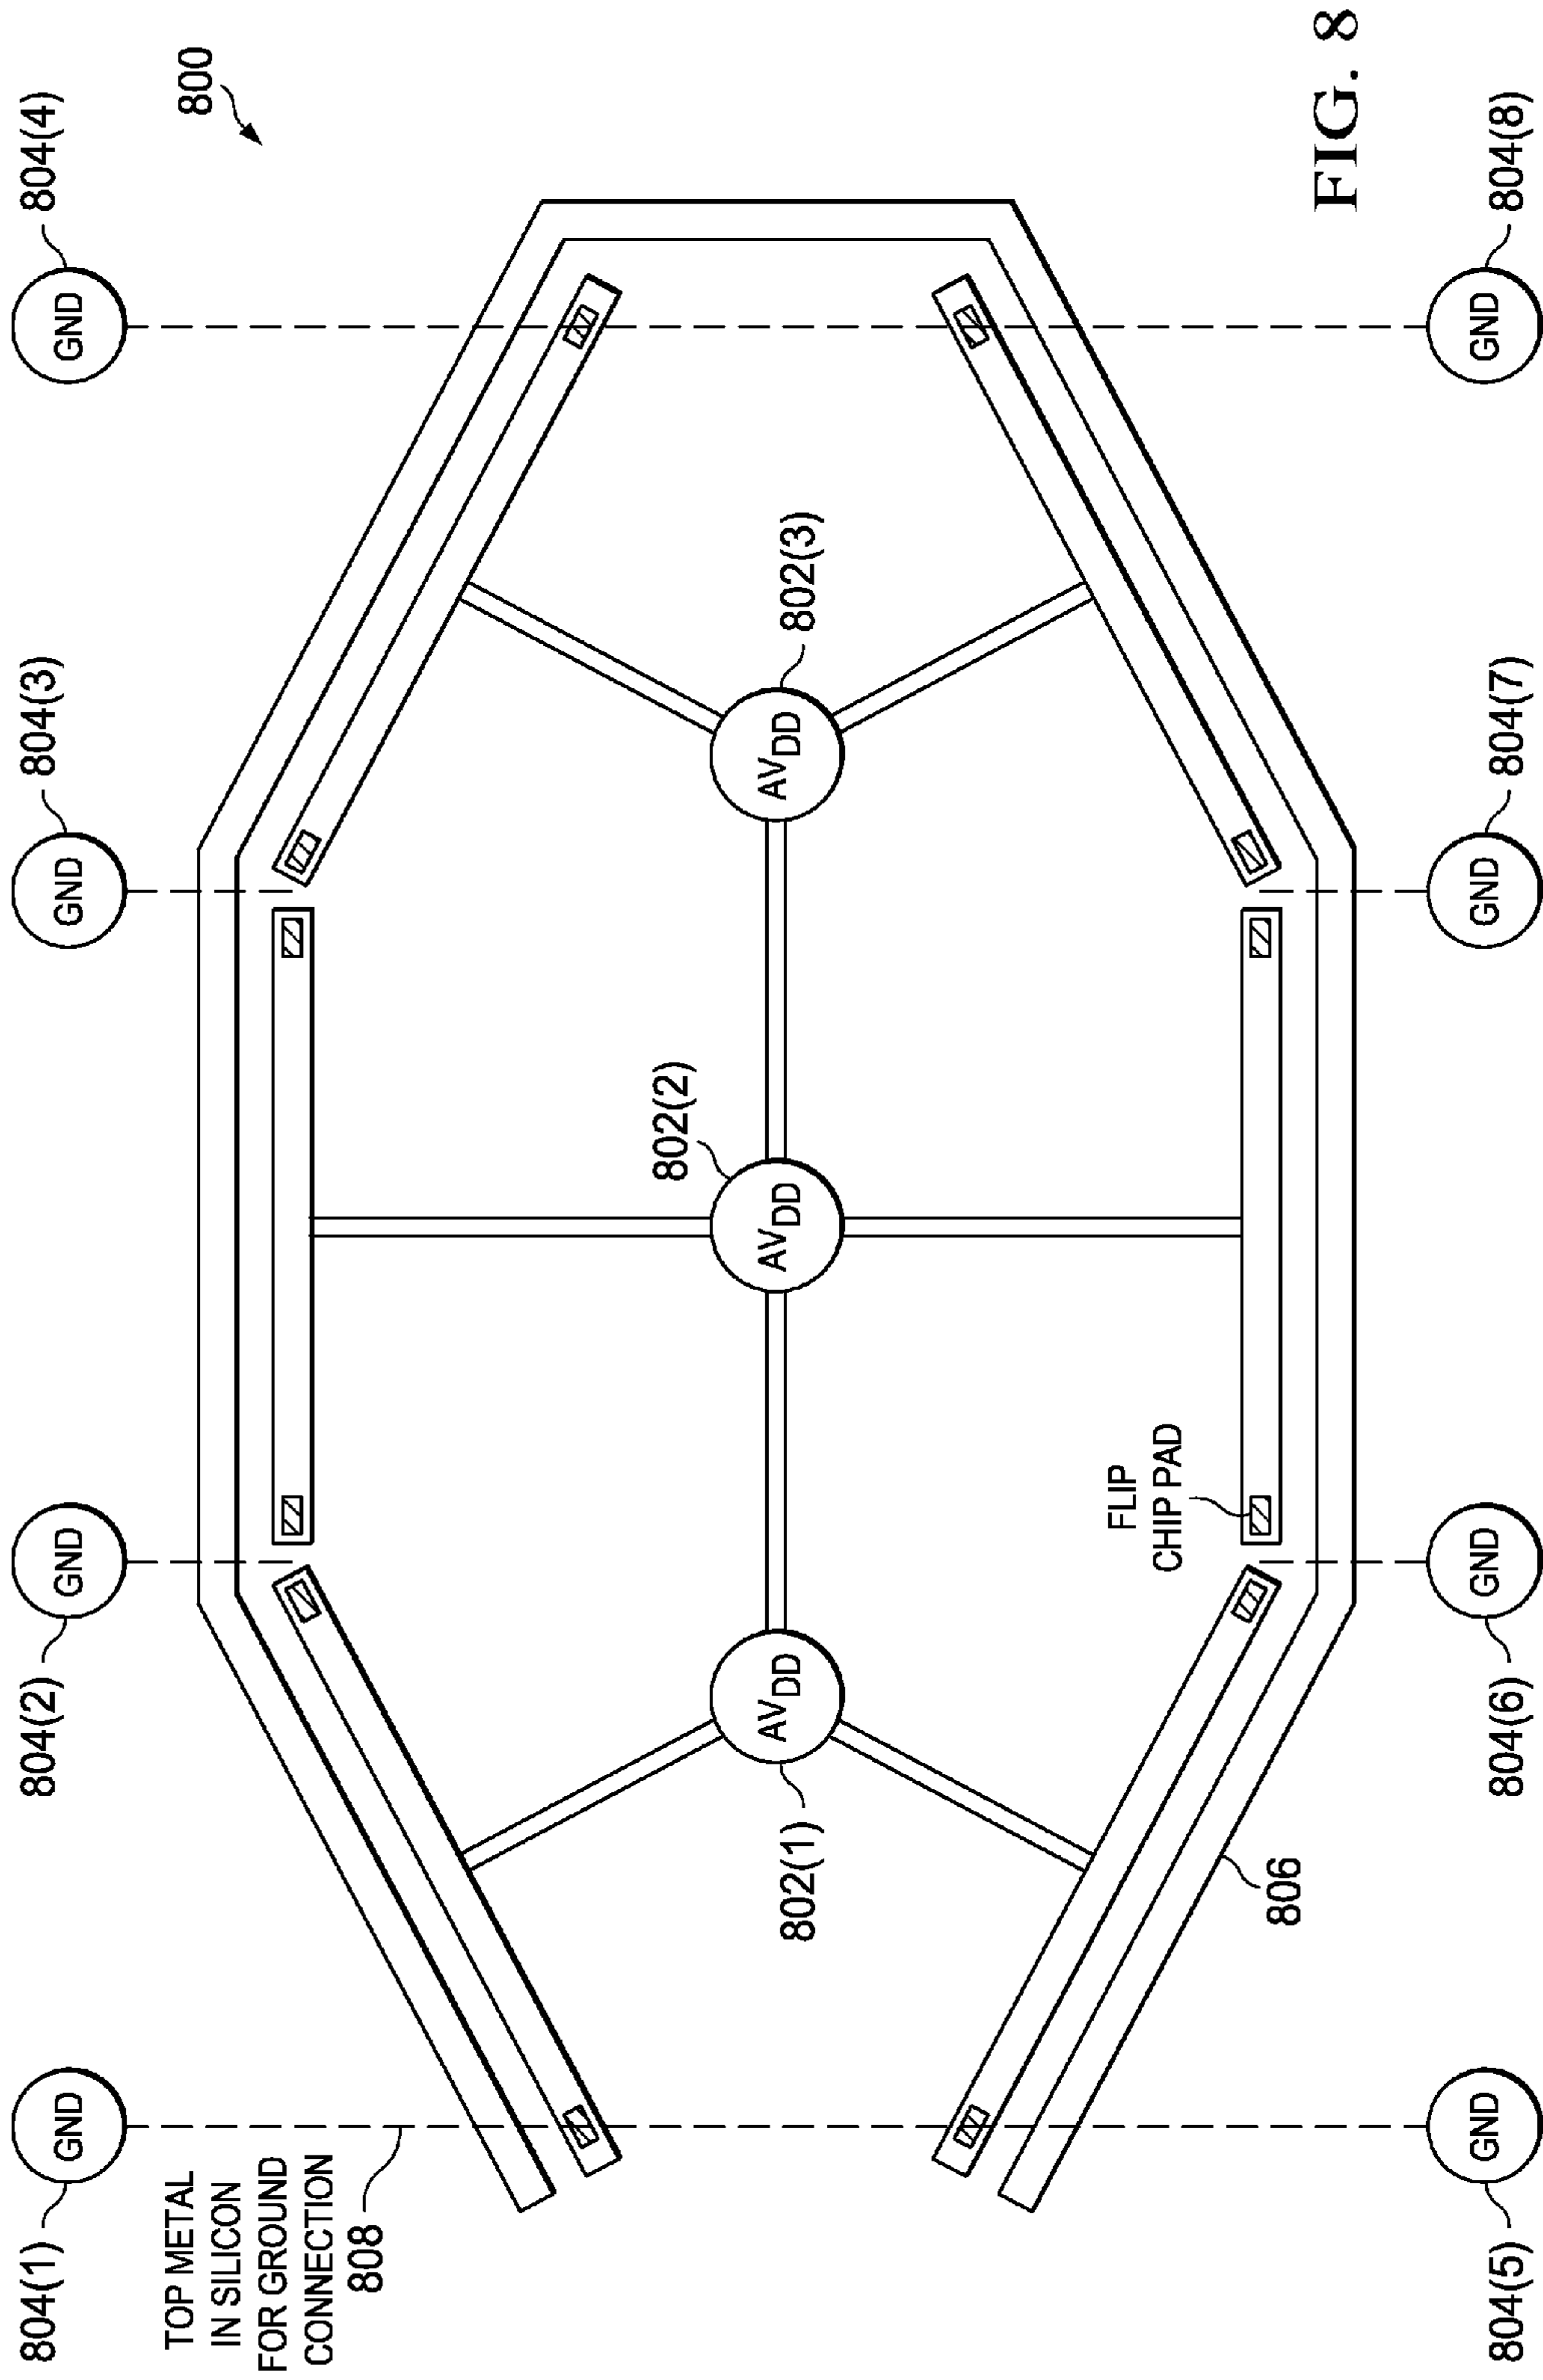 800
804(1)
804(2)
804(3)
804(4)
GND
GND
GND
GND
TOP METAL
IN SILICON
FOR GROUND
CONNECTION
808
802(1)
802(2)
802(3)
AVDD
AVDD
AVDD
FLIP
CHIP PAD
806
GND
GND
GND
GND
804(5)
804(6)
804(7)
804(8)
FIG. 8